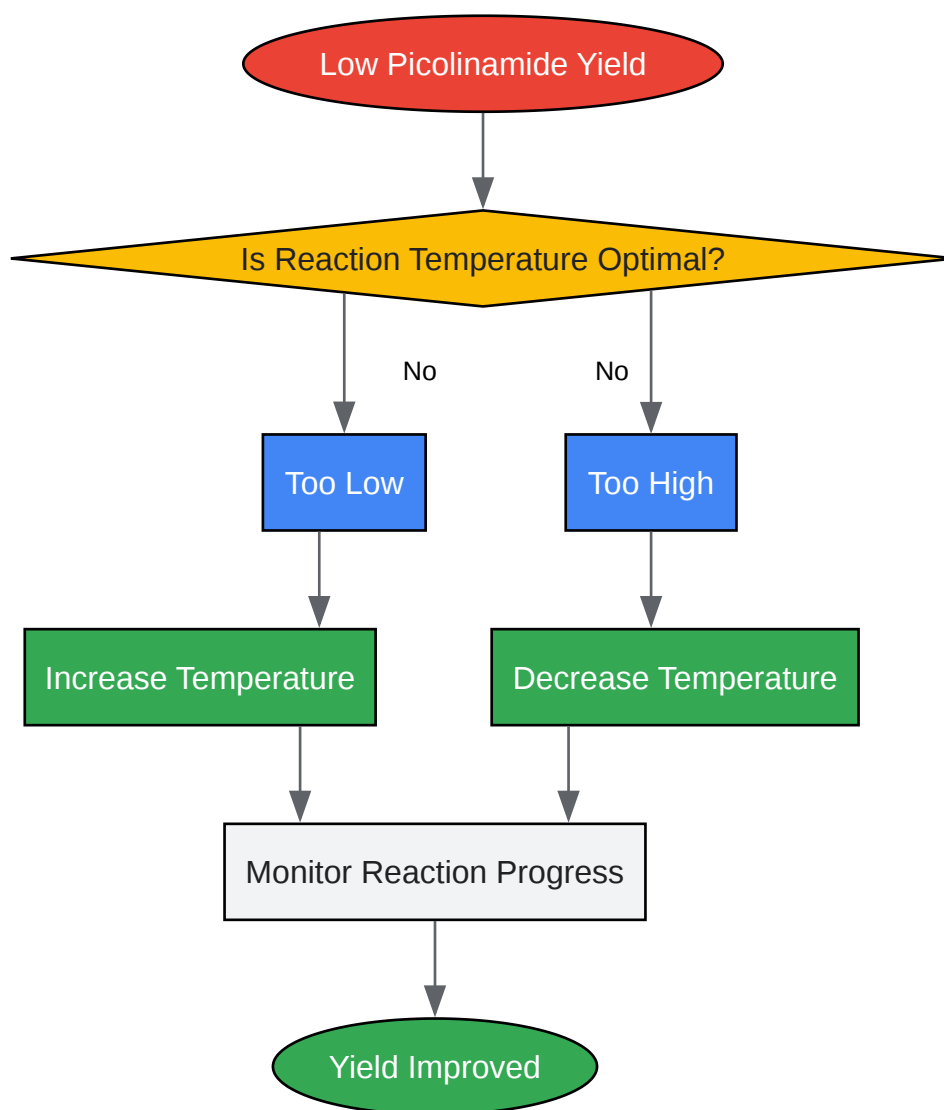 Low Picolinamide Yield
Is Reaction Temperature Optimal?
No
No
Too Low
Too High
Increase Temperature
Decrease Temperature
Monitor Reaction Progress
Yield Improved